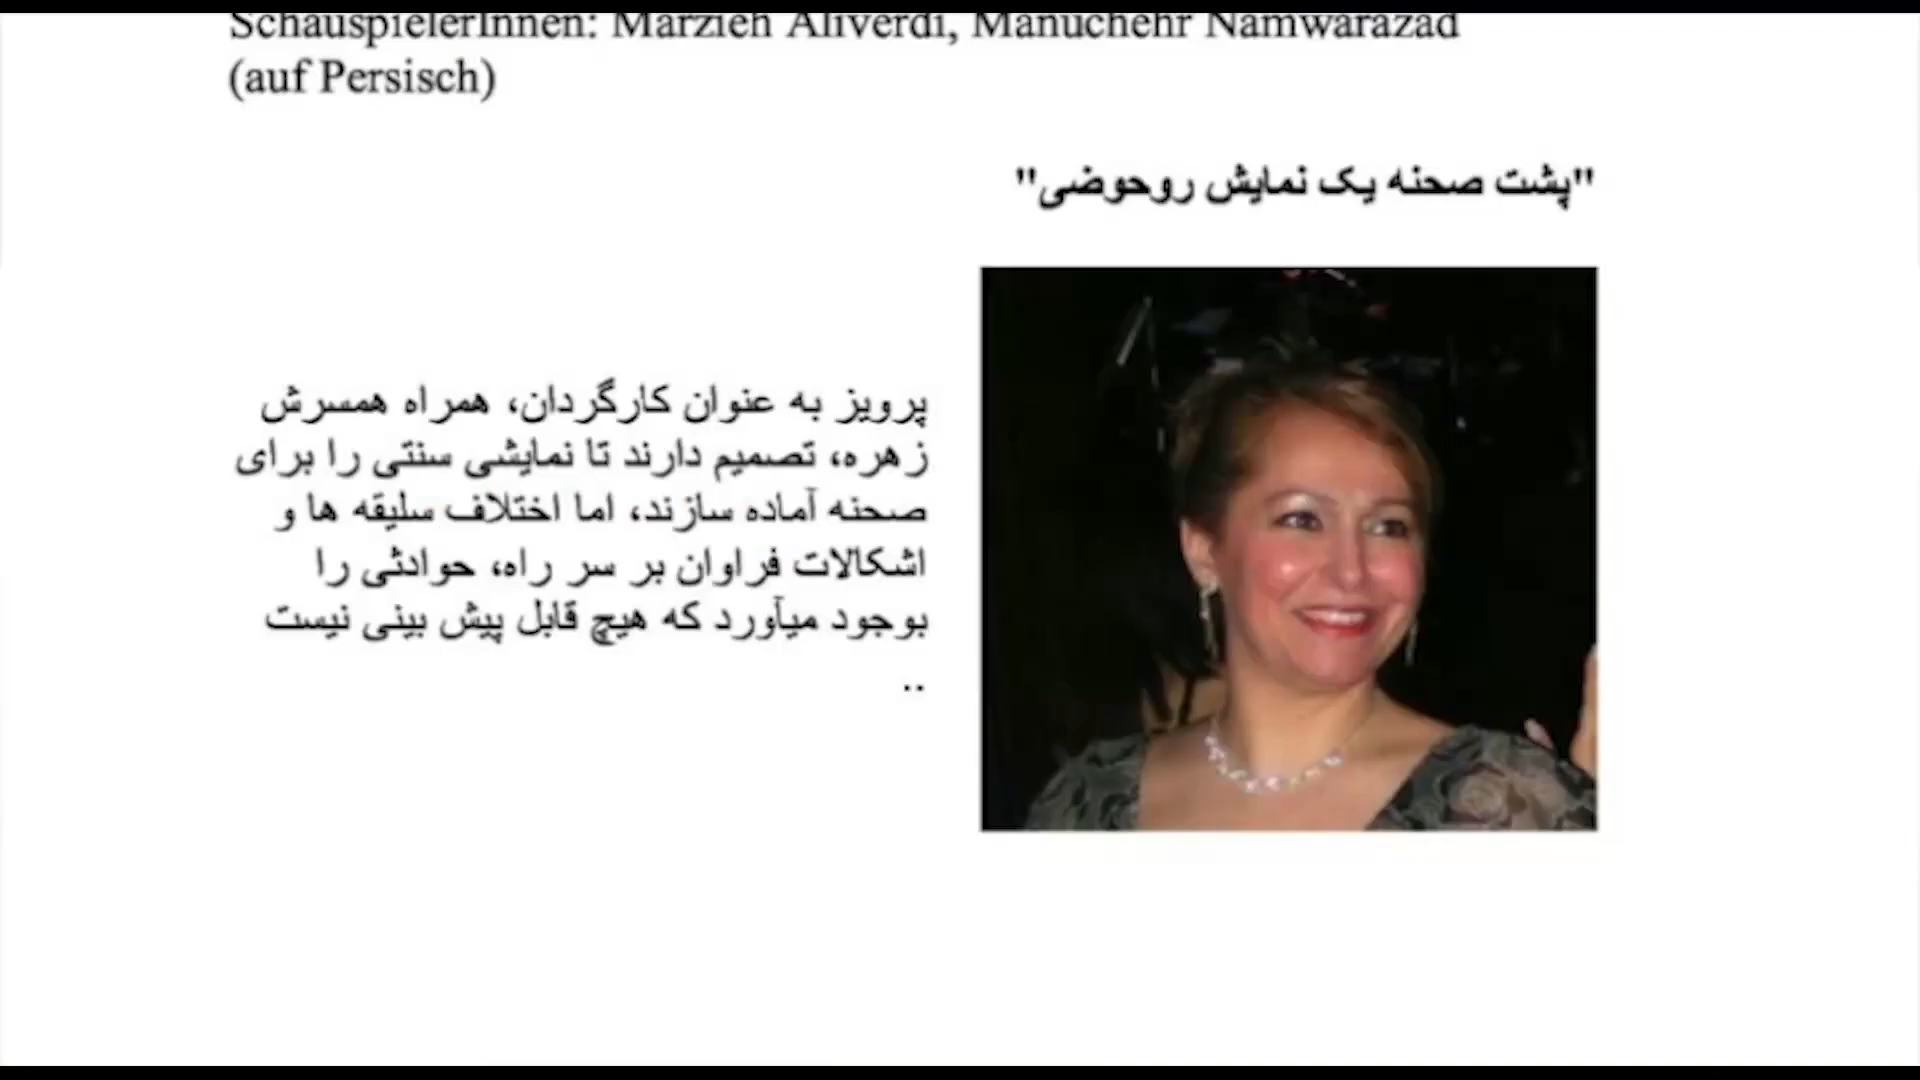 SchauspielerInnen: Marzieh Aliverdi, Manuchehr Namwarazad
(auf Persisch)
"پشت صحنه یک نمایش روحوضی"
پرویز به عنوان کارگردان، همراه همسرش
زهره، تصمیم دارند تا نمایشی سنتی را برای
صحنه آماده سازند، اما اختلاف سلیقه ها و
اشکالات فراوان بر سر راه، حوادثی را
بوجود میآورد که هیچ قابل پیش بینی نیست
..